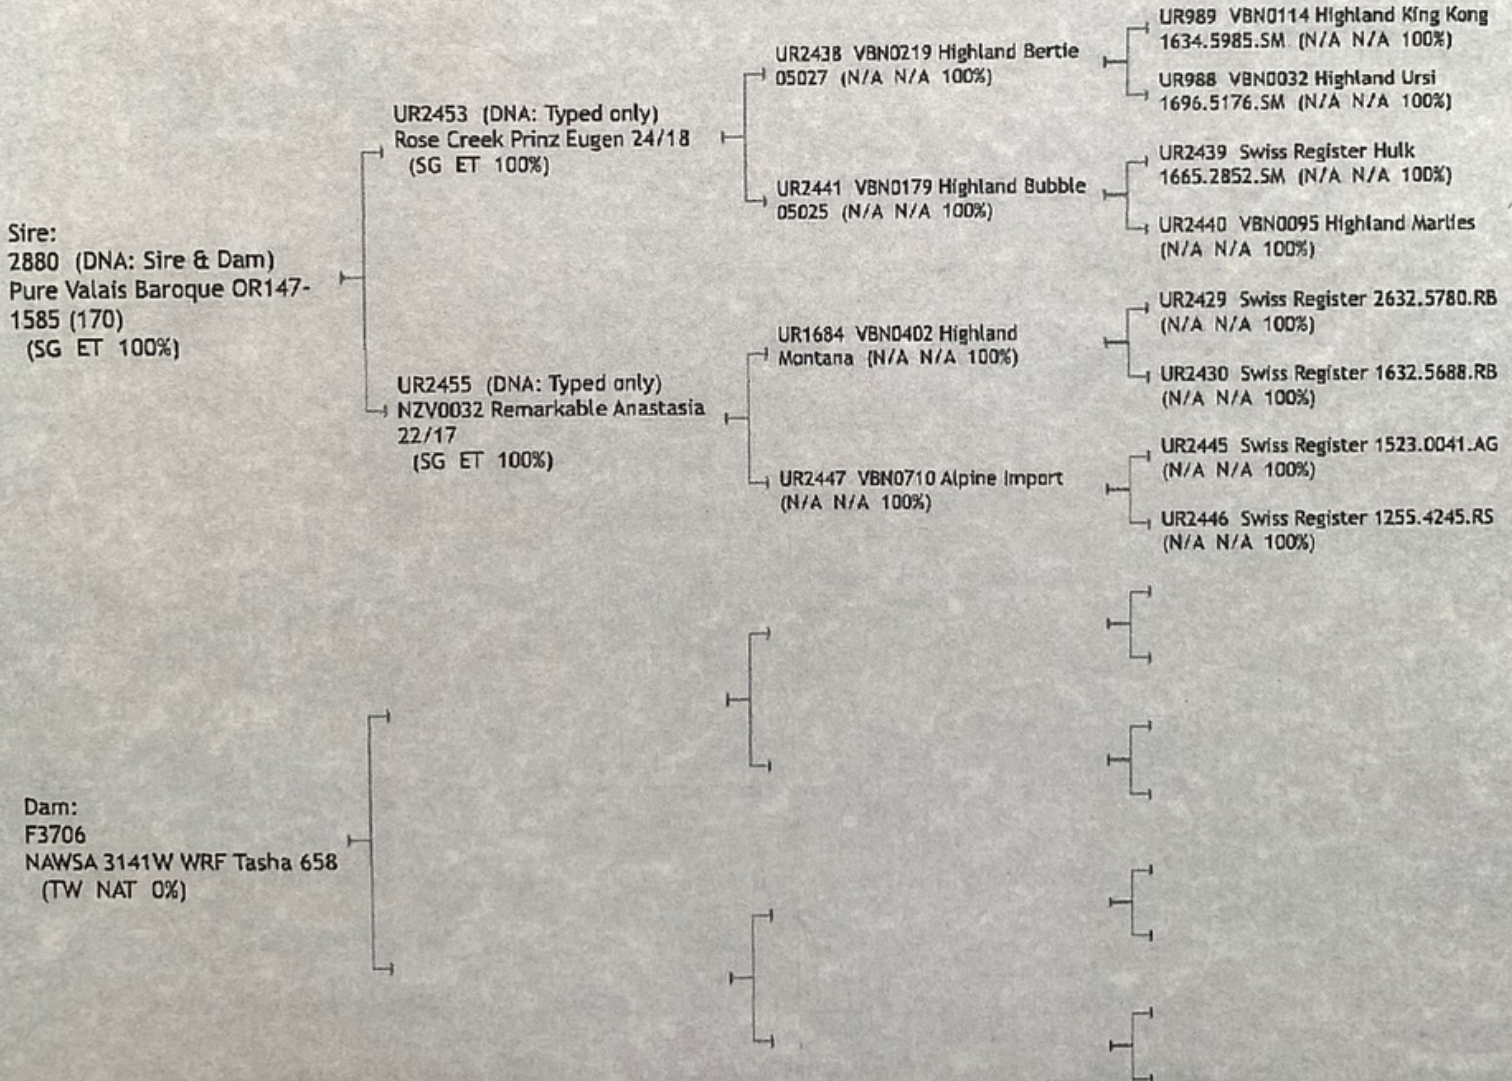 Sire:
2880 (DNA: Sire & Dam)
Pure Valais Baroque OR147-
1585 (170)
(SG ET 100%)
UR2453 (DNA: Typed only)
Rose Creek Prinz Eugen 24/18
(SG ET 100%)
UR2455 (DNA: Typed only)
NZV0032 Remarkable Anastasia
22/17
(SG ET 100%)
UR2438 VBN0219 Highland Bertie
05027 (N/A N/A 100%)
UR2441 VBN0179 Highland Bubble
05025 (N/A N/A 100%)
UR1684 VBN0402 Highland
Montana (N/A N/A 100%)
UR2447 VBN0710 Alpine Import
(N/A N/A 100%)
UR989 VBN0114 Highland King Kong
1634.5985.SM (N/A N/A 100%)
UR988 VBN0032 Highland Ursi
1696.5176.SM (N/A N/A 100%)
UR2439 Swiss Register Hulk
1665.2852.SM (N/A N/A 100%)
UR2440 VBN0095 Highland Marlies
(N/A N/A 100%)
UR2429 Swiss Register 2632.5780.RB
(N/A N/A 100%)
UR2430 Swiss Register 1632.5688.RB
(N/A N/A 100%)
UR2445 Swiss Register 1523.0041.AG
(N/A N/A 100%)
UR2446 Swiss Register 1255.4245.RS
(N/A N/A 100%)
Dam:
F3706
NAWSA 3141W WRF Tasha 658
(TW NAT 0%)